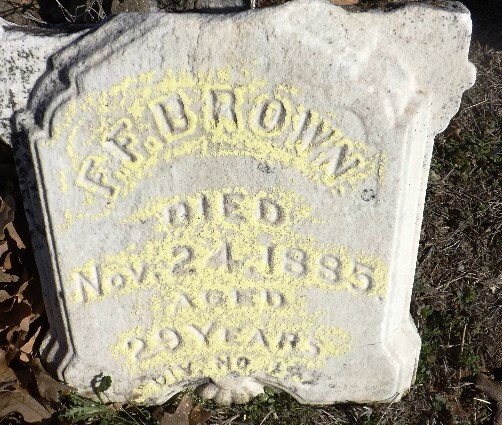 F. F. BROWN.
DIED
NOV. 24, 1885.
AGED
29 YEARS
DIV. NO.